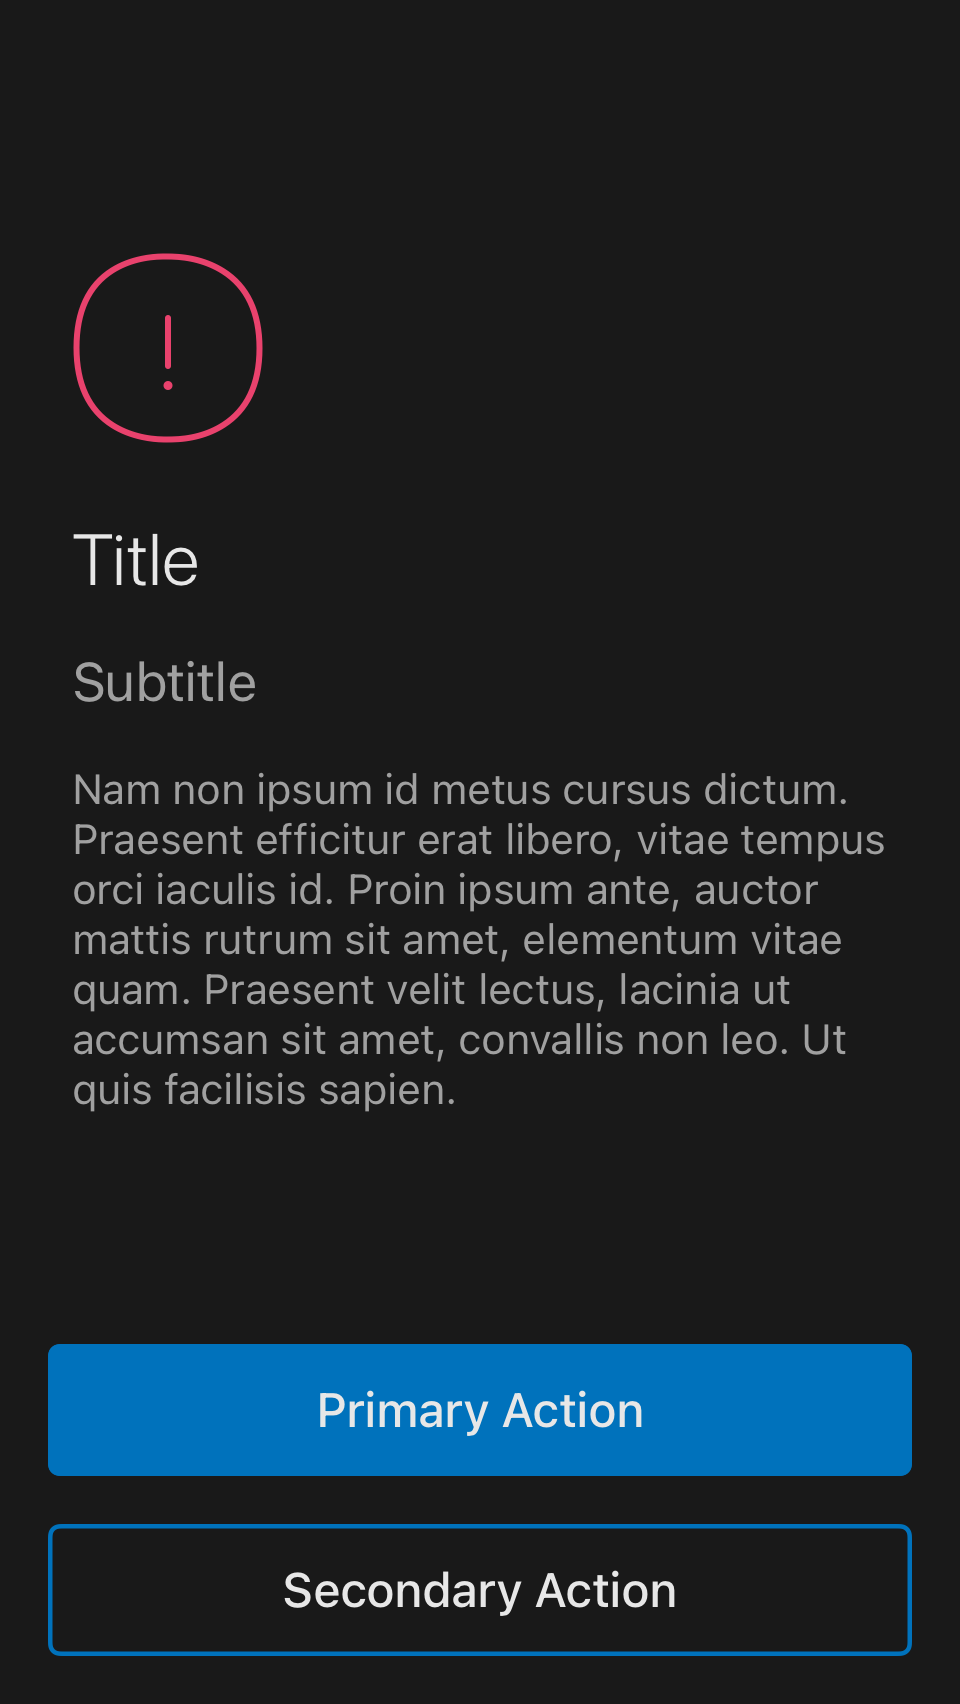 Title
Subtitle
Nam non ipsum id metus cursus dictum.
Praesent efficitur erat libero, vitae tempus
orci iaculis id. Proin ipsum ante, auctor
mattis rutrum sit amet, elementum vitae
quam. Praesent velit lectus, lacinia ut
accumsan sit amet, convallis non leo. Ut
quis facilisis sapien.
Primary Action
Secondary Action